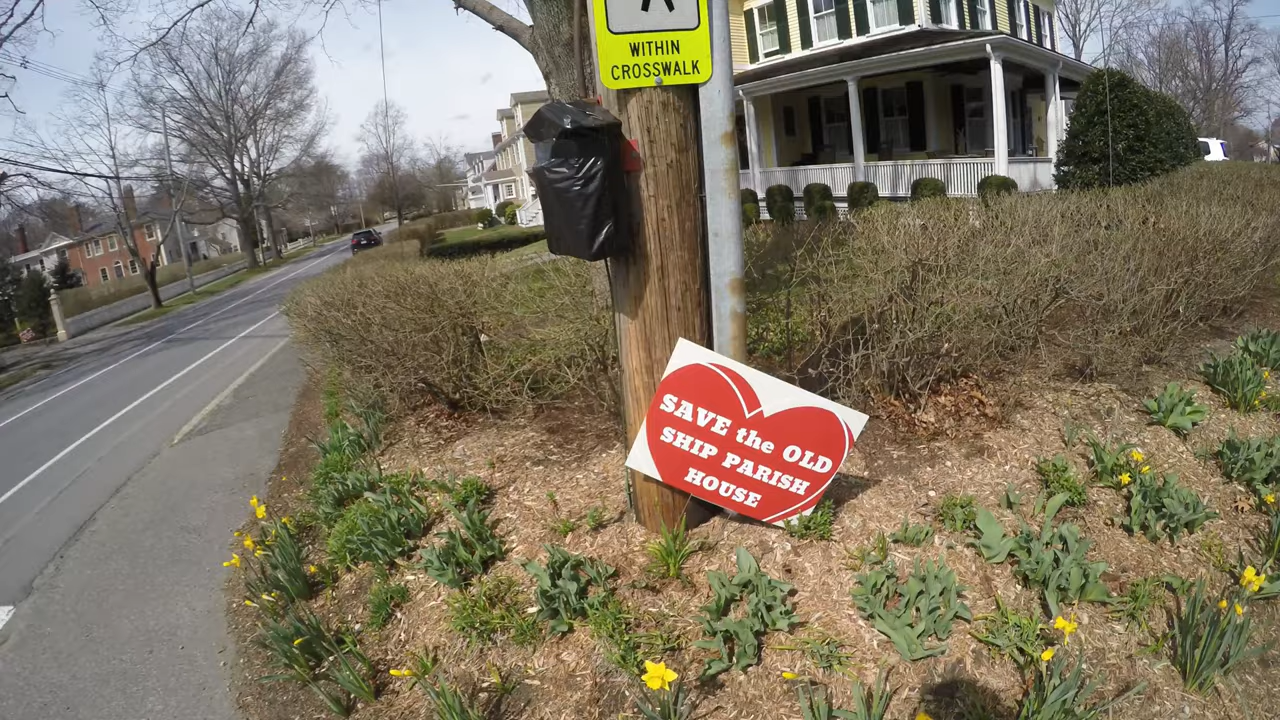 WITHIN
CROSSWALK
SAVE the OLD
SHIP PARISH
HOUSE